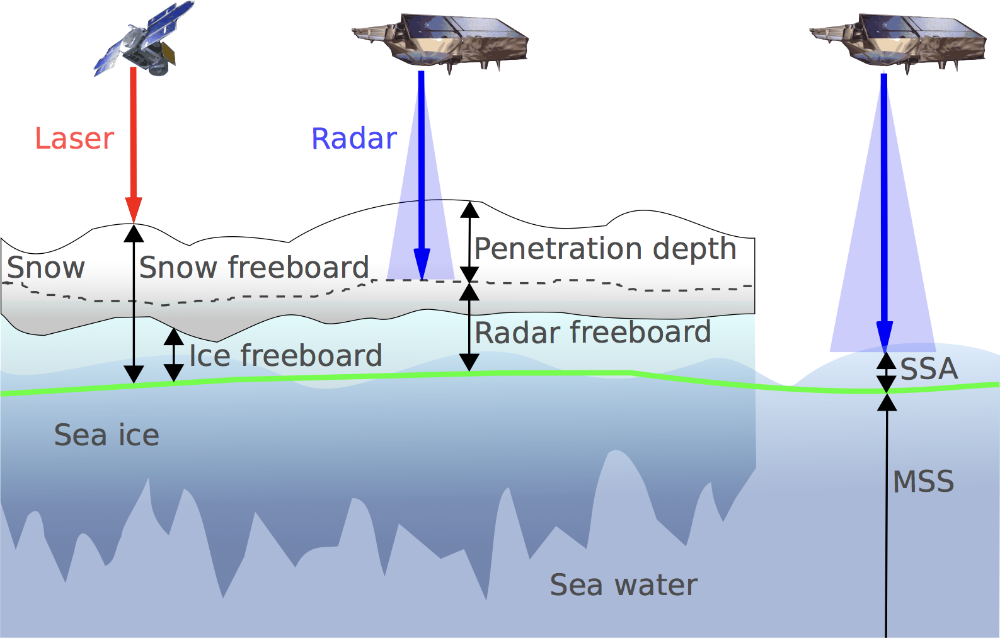 Laser
Radar
Snow
Snow freeboard
Penetration depth
Ice freeboard
Radar freeboard
SSA
Sea ice
MSS
Sea water